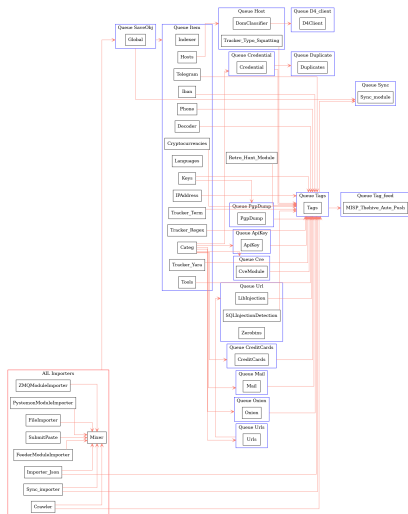 Queue SaveObj
Global
Queue Item
Indexer
Hosts
Telegram
Iban
Phone
Decoder
Cryptocurrencies
Languages
Keys
IPAddress
Tracker_Term
Tracker_Regex
Categ
Tracker_Yara
Tools
Queue Host
DomClassifier
Tracker_Typo_Squatting
Queue D4_client
D4Client
Queue Credential
Credential
Queue Duplicate
Duplicates
Queue Sync
Sync_module
Retro_Hunt_Module
Queue Tags
Tags
Queue Tag_feed
MISP_Thehive_Auto_Push
Queue PgpDump
PgpDump
Queue ApiKey
ApiKey
Queue Cve
CveModule
Queue Url
LibInjection
SQLInjectionDetection
Zerobins
Queue CreditCards
CreditCards
Queue Mail
Mail
Queue Onion
Onion
Queue Urls
Urls
AIL Importers
ZMQModuleImporter
PystemonModuleImporter
FileImporter
SubmitPaste
FeederModuleImporter
Importer_Json
Sync_importer
Crawler
Mixer